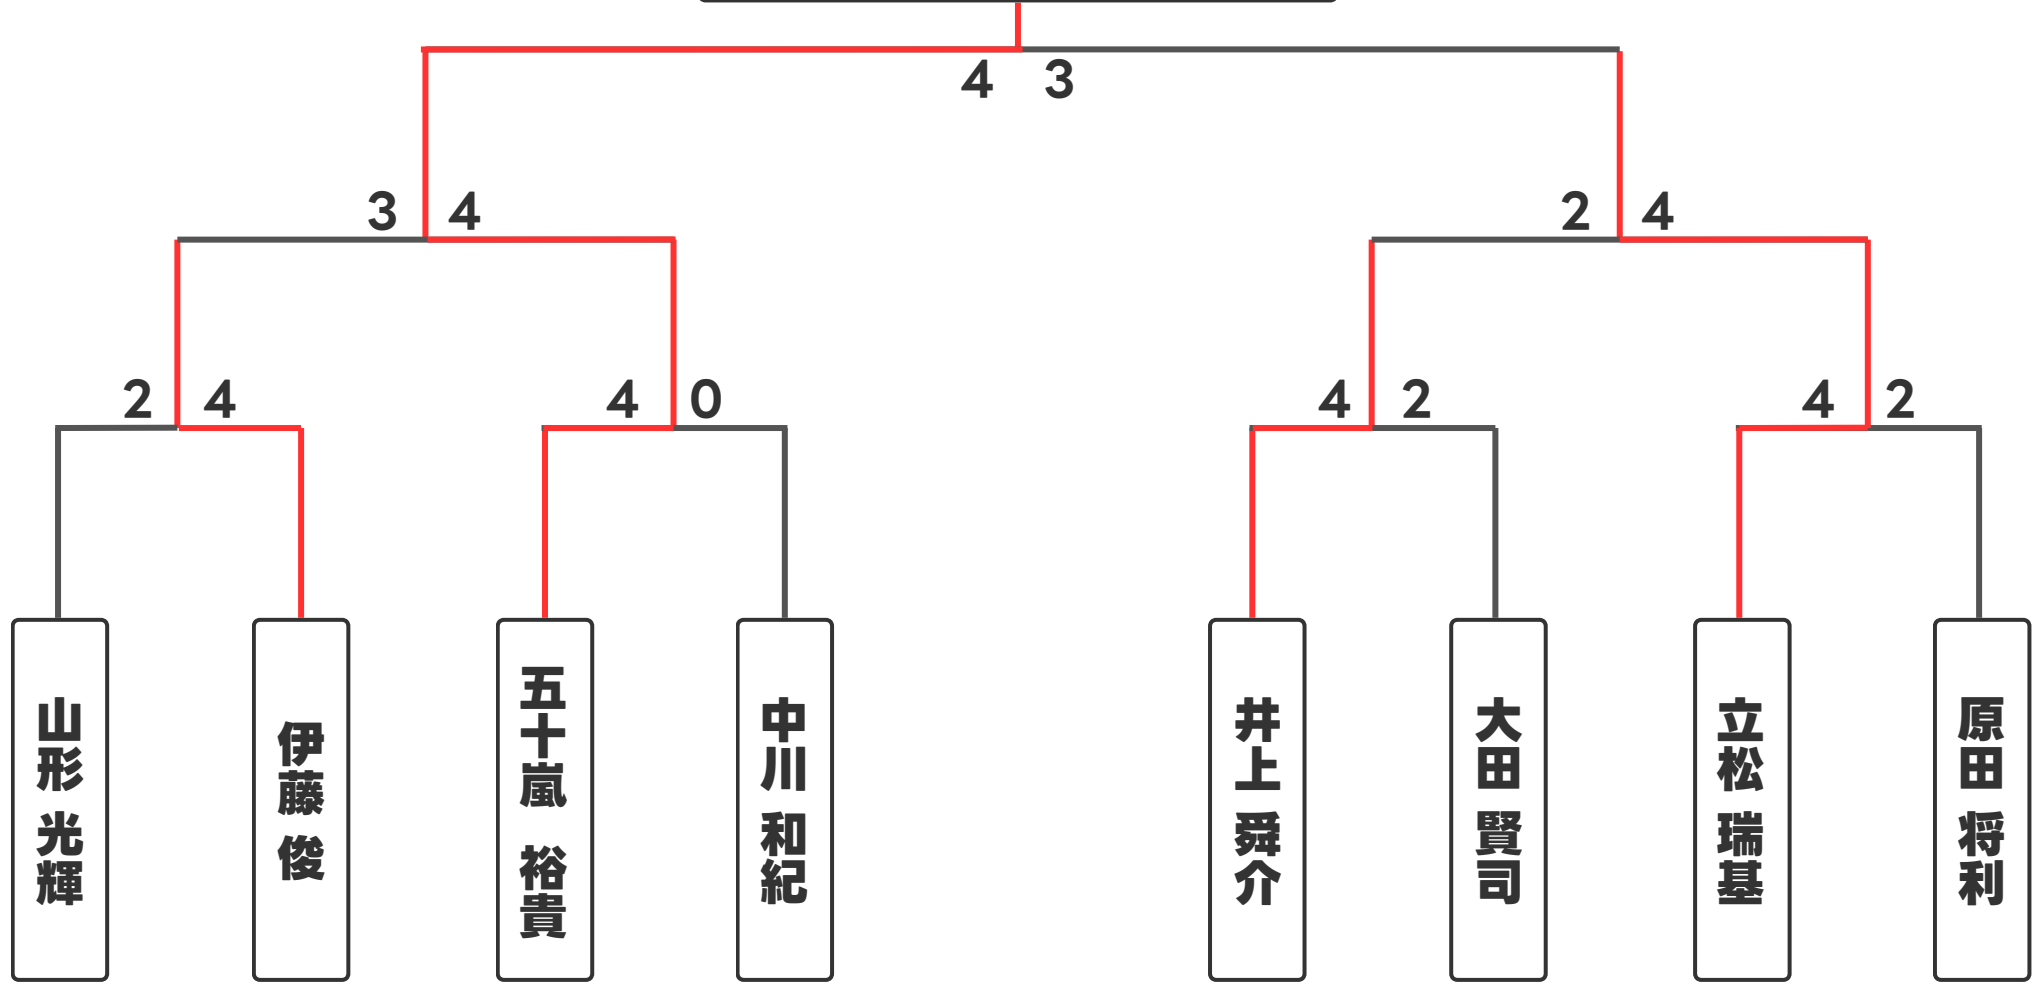 4 3
3 4
2 4
2 4
4 0
4 2
4 2
山形 光輝
伊藤 俊
五十嵐 裕貴
中川 和紀
井上 舜介
大田 賢司
立松 瑞基
原田 将利